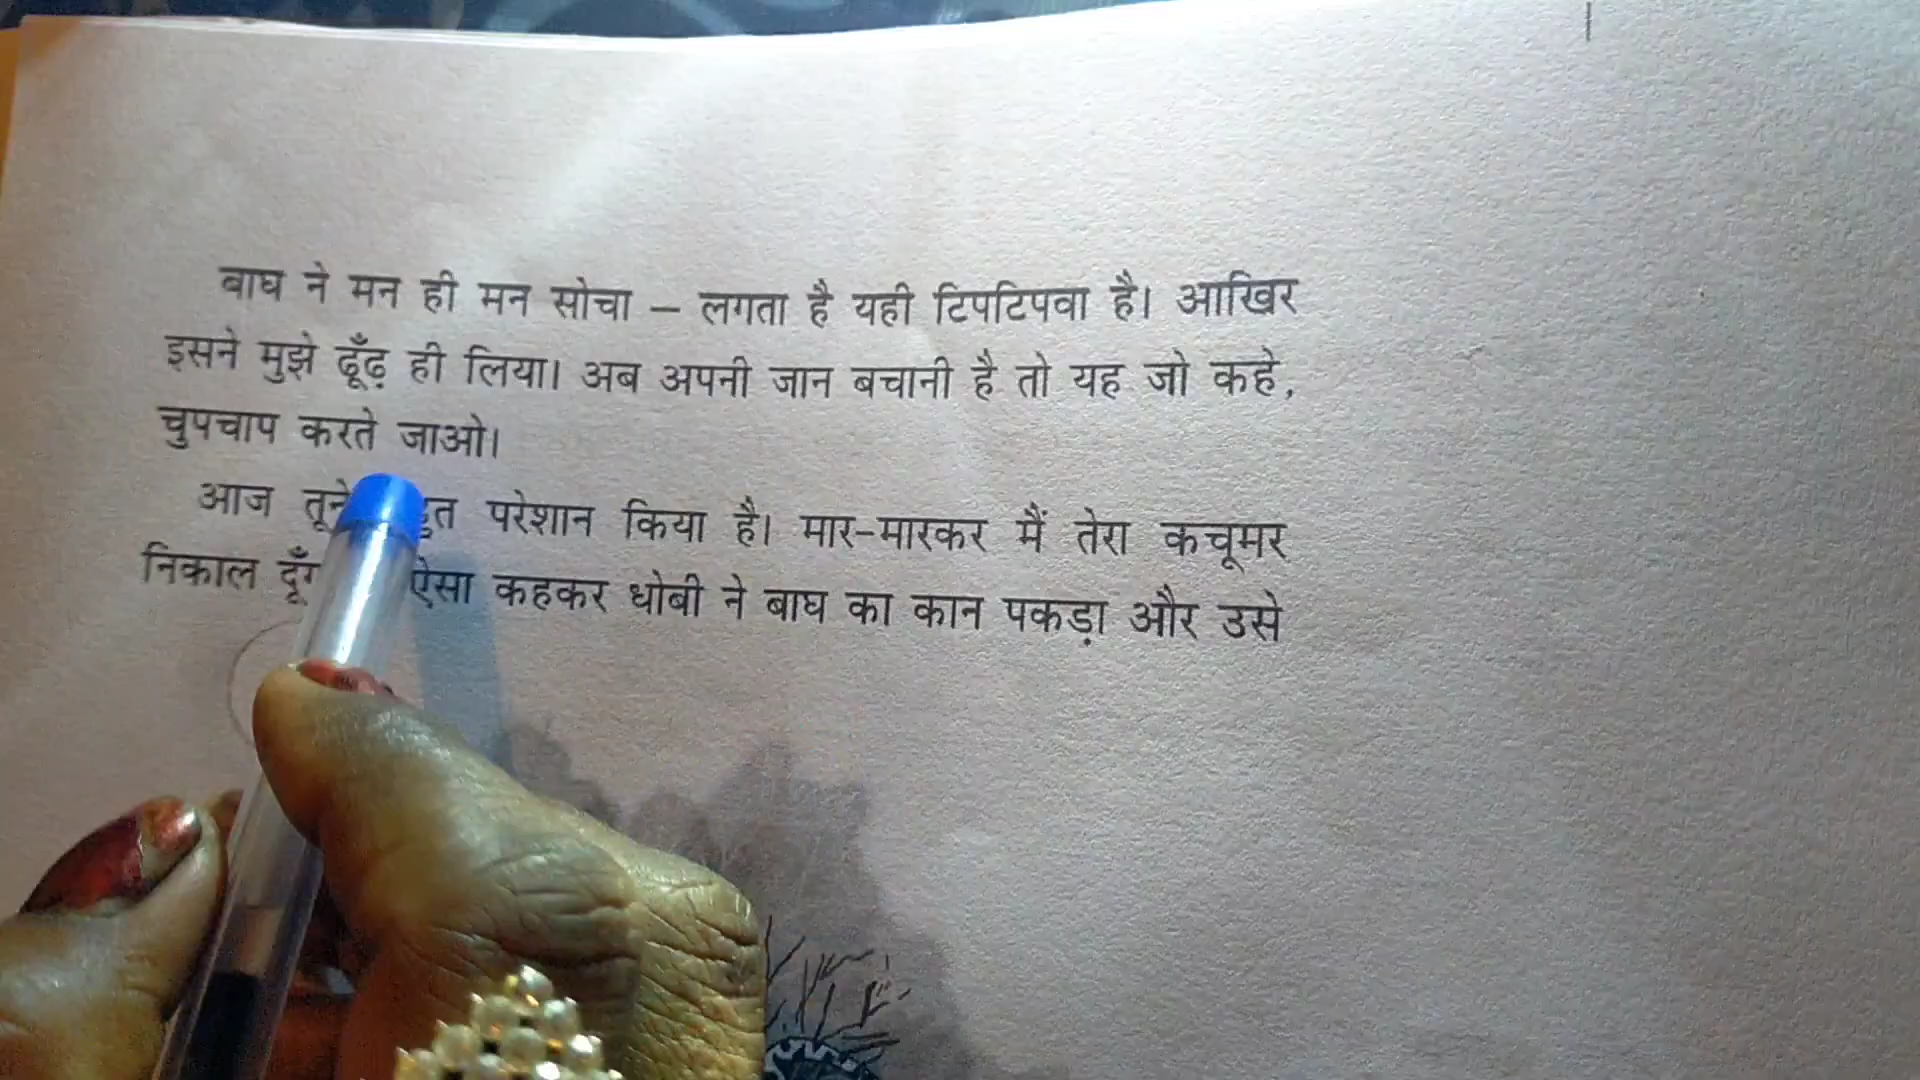 बाघ ने मन ही मन सोचा – लगता है यही टिपटिपवा है। आखिर
इसने मुझे ढूँढ़ ही लिया। अब अपनी जान बचानी है तो यह जो कहे,
चुपचाप करते जाओ।
आज तूने परेशान किया है। मार-मारकर मैं तेरा कचूमर
निकाल ऐसा कहकर धोबी ने बाघ का कान पकड़ा और उसे